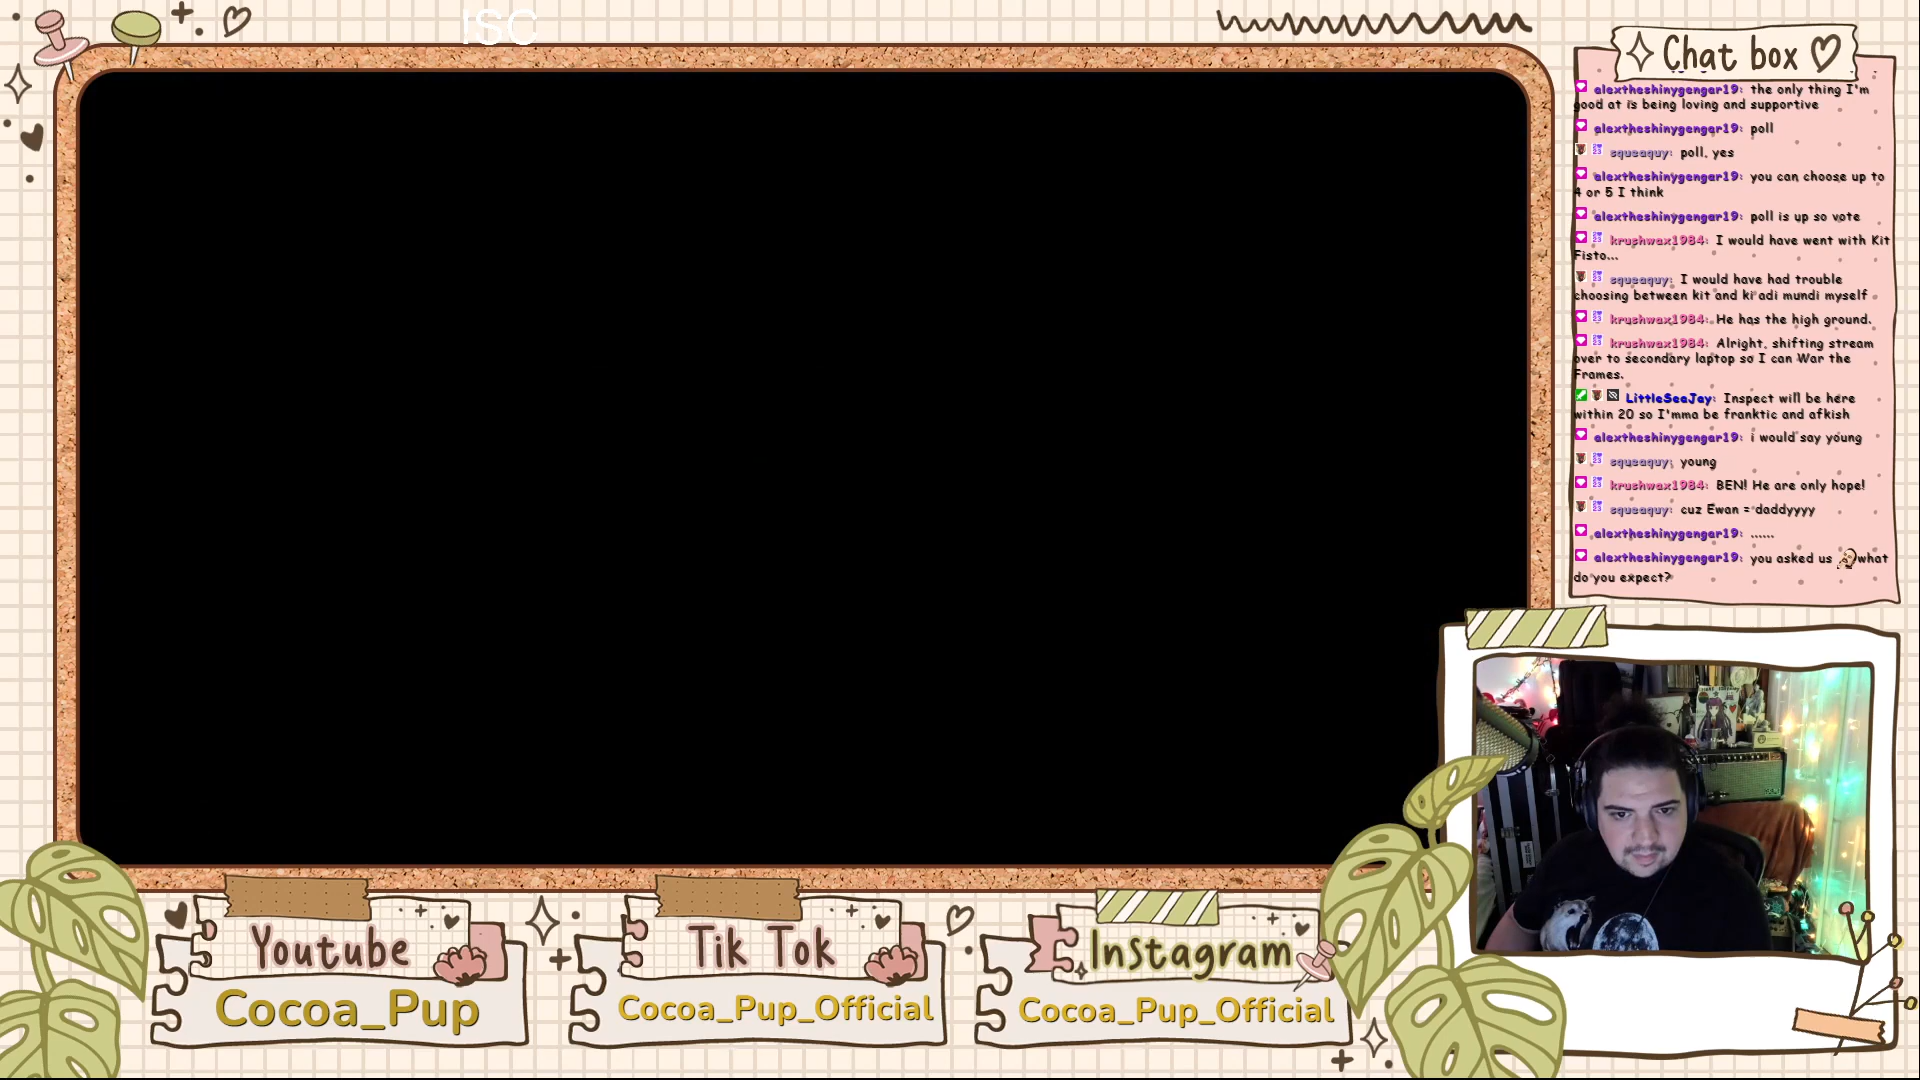 !SC
Chat box
alextheshinygengar19: the only thing I'm
good at is being loving and supportive
alextheshinygengar19: poll
squeaguy: poll, yes
alextheshinygengar19: you can choose up to
4 or 5 I think
alextheshinygengar19: poll is up so vote
krushwax1984: I would have went with Kit
Fisto...
squeaguy: I would have had trouble
choosing between kit and ki adi mundi myself
krushwax1984: He has the high ground.
krushwax1984: Alright, shifting stream
over to secondary laptop so I can War the
Frames.
LittleSeaJay: Inspect will be here
within 20 so I'mma be franktic and afkish
alextheshinygengar19: i would say young
squeaguy: young
krushwax1984: BEN! He are only hope!
squeaguy: cuz Ewan = daddyyyy
alextheshinygengar19: ......
alextheshinygengar19: you asked us what
do you expect?
Youtube
Cocoa_Pup
Tik Tok
Cocoa_Pup_Official
Instagram
Cocoa_Pup_Official